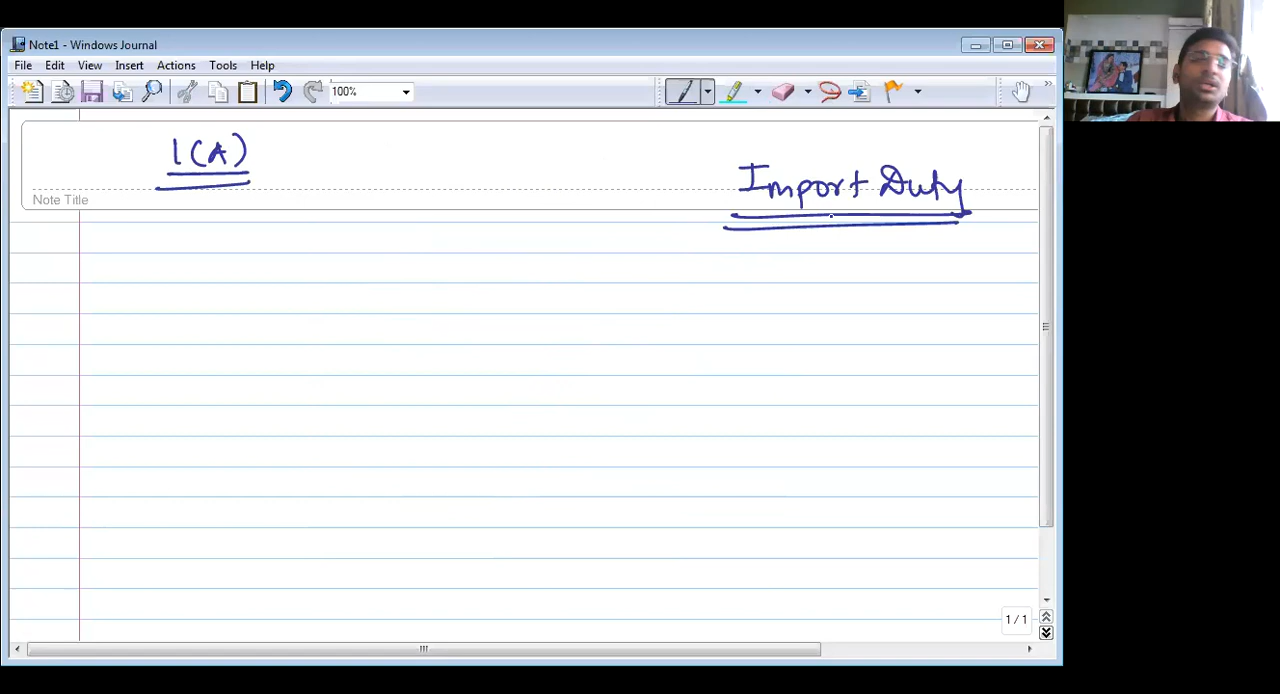 Note1 - Windows Journal
File Edit View Insert Actions Tools Help
100%
1(A)
Import Duty
Note Title
1 / 1